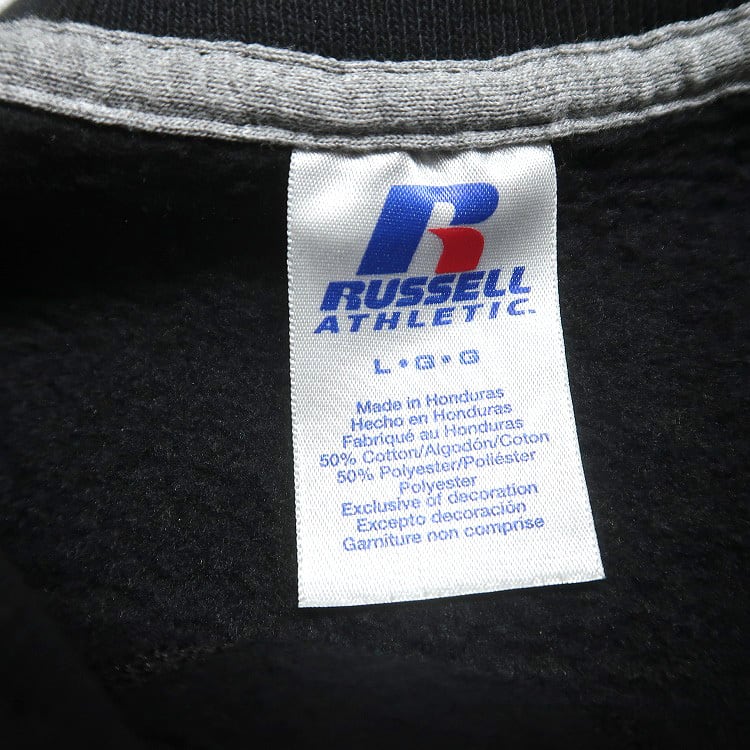 RUSSELL
ATHLETIC™
L•G•G
Made in Honduras
Hecho en Honduras
Fabriqué au Honduras
50% Cotton/Algodón/Coton
50% Polyester/Poliéster
Polyester
Exclusive of decoration
Excepto decoración
Garniture non comprise